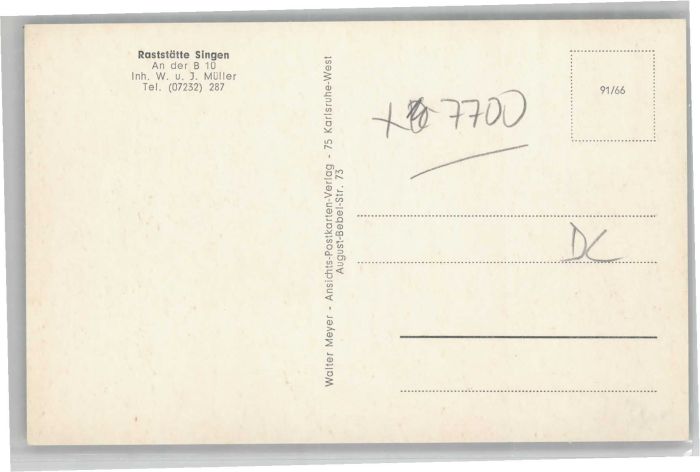 Raststätte Singen
An der B 10
Inh. W. u. J. Müller
Tel. (07232) 287
Walter Meyer - Ansichts-Postkarten-Verlag - 75 Karlsruhe-West
August-Bebel-Str. 73
91/66
7700
DC